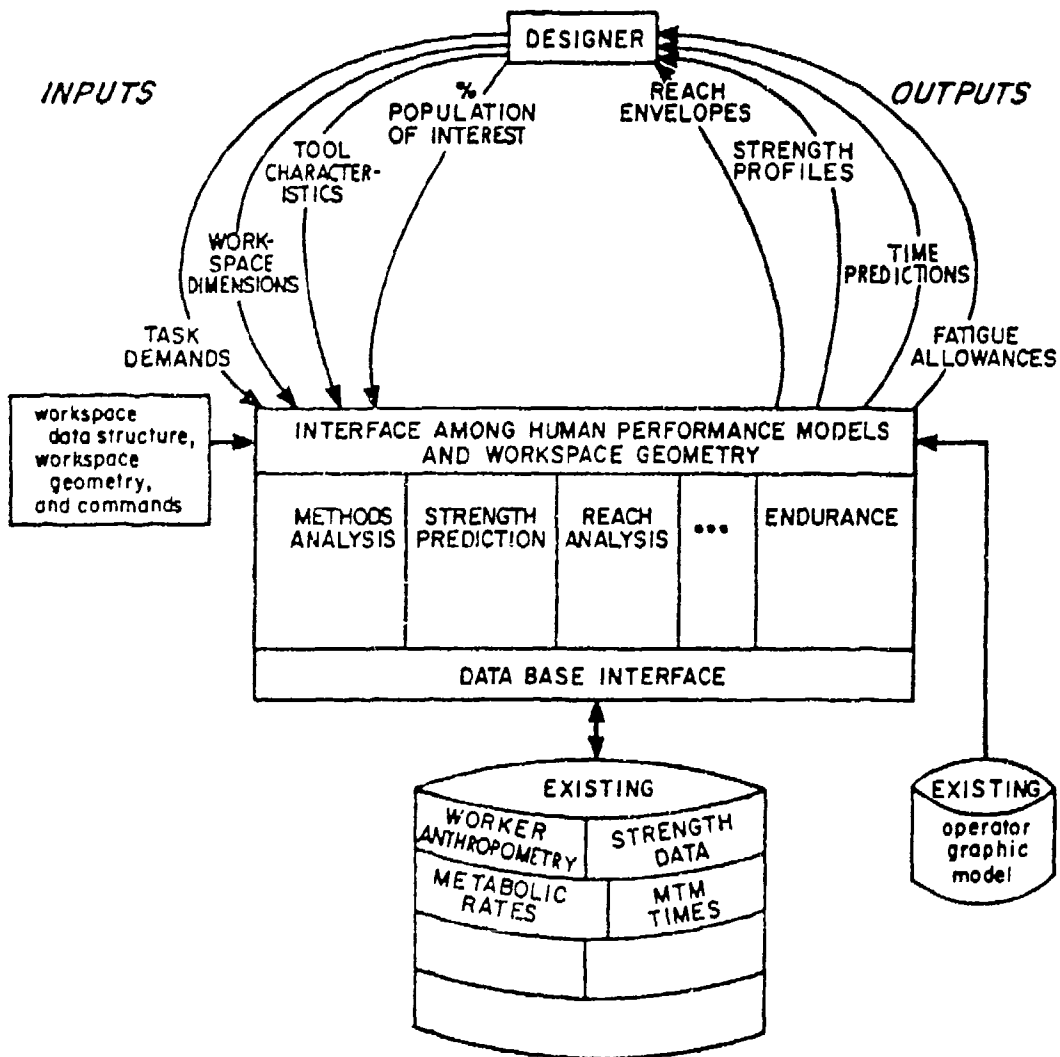 DESIGNER
INPUTS
OUTPUTS
%
POPULATION
OF INTEREST
REACH
ENVELOPES
TOOL
CHARACTER-
ISTICS
STRENGTH
PROFILES
WORK-
SPACE
DIMENSIONS
TIME
PREDICTIONS
TASK
DEMANDS
FATIGUE
ALLOWANCES
workspace
data structure,
workspace
geometry,
and commands
INTERFACE AMONG HUMAN PERFORMANCE MODELS
AND WORKSPACE GEOMETRY
METHODS
ANALYSIS
STRENGTH
PREDICTION
REACH
ANALYSIS
•••
ENDURANCE
DATA BASE INTERFACE
EXISTING
WORKER
ANTHROPOMETRY
STRENGTH
DATA
METABOLIC
RATES
MTM
TIMES
EXISTING
operator
graphic
model